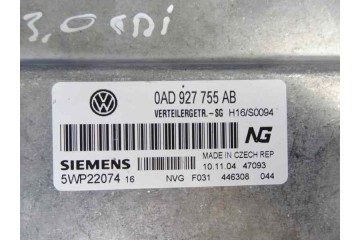 3,0 TDI
0AD 927 755 AB
VERTEILERGETR.-SG H16/S0094
NG
SIEMENS
MADE IN CZECH REP
10.11.04 47093
5WP22074 16
NVG F031 446308 044